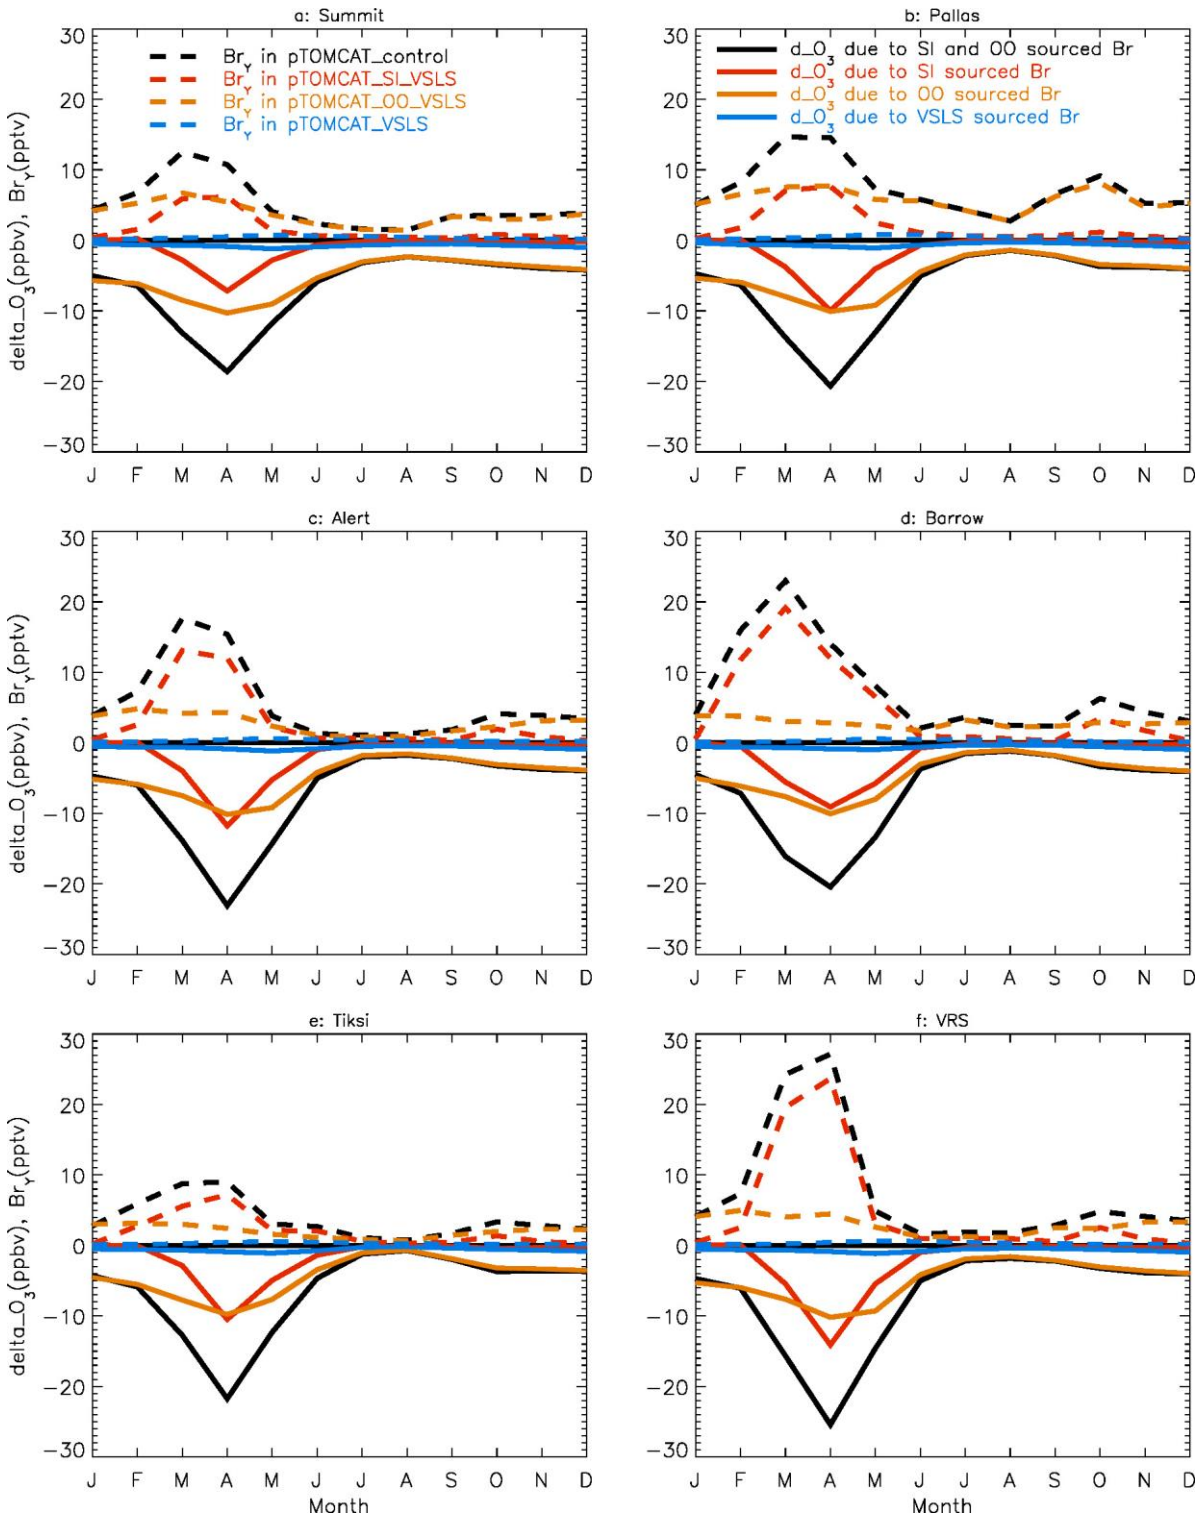 a: Summit
30
20
10
0
−10
−20
−30
Br_Y in pTOMCAT_control
Br_Y in pTOMCAT_SI_VSLS
Br_Y in pTOMCAT_OO_VSLS
Br_Y in pTOMCAT_VSLS
delta_O_3(ppbv), Br_Y(pptv)
J F M A M J J A S O N D
b: Pallas
30
20
10
0
−10
−20
−30
d_O_3 due to SI and OO sourced Br
d_O_3 due to SI sourced Br
d_O_3 due to OO sourced Br
d_O_3 due to VSLS sourced Br
J F M A M J J A S O N D
c: Alert
30
20
10
0
−10
−20
−30
delta_O_3(ppbv), Br_Y(pptv)
J F M A M J J A S O N D
d: Barrow
30
20
10
0
−10
−20
−30
J F M A M J J A S O N D
e: Tiksi
30
20
10
0
−10
−20
−30
delta_O_3(ppbv), Br_Y(pptv)
J F M A M J J A S O N D
Month
f: VRS
30
20
10
0
−10
−20
−30
J F M A M J J A S O N D
Month